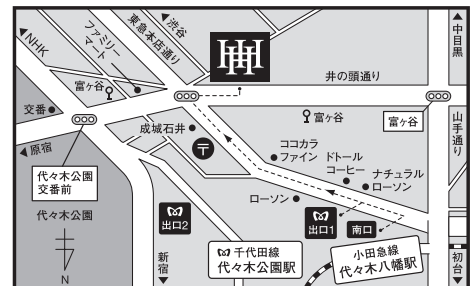 NHK
ファミリー
マート
東急本店通り
渋谷
HH
井の頭通り
中目黒
富ヶ谷
富ヶ谷
富ヶ谷
交番
原宿
成城石井
〒
山手通り
代々木公園
交番前
ココカラ
ファイン
ドトール
コーヒー
ナチュラル
ローソン
ローソン
代々木公園
N
出口2
新宿
千代田線
代々木公園駅
出口1
南口
小田急線
代々木八幡駅
初台